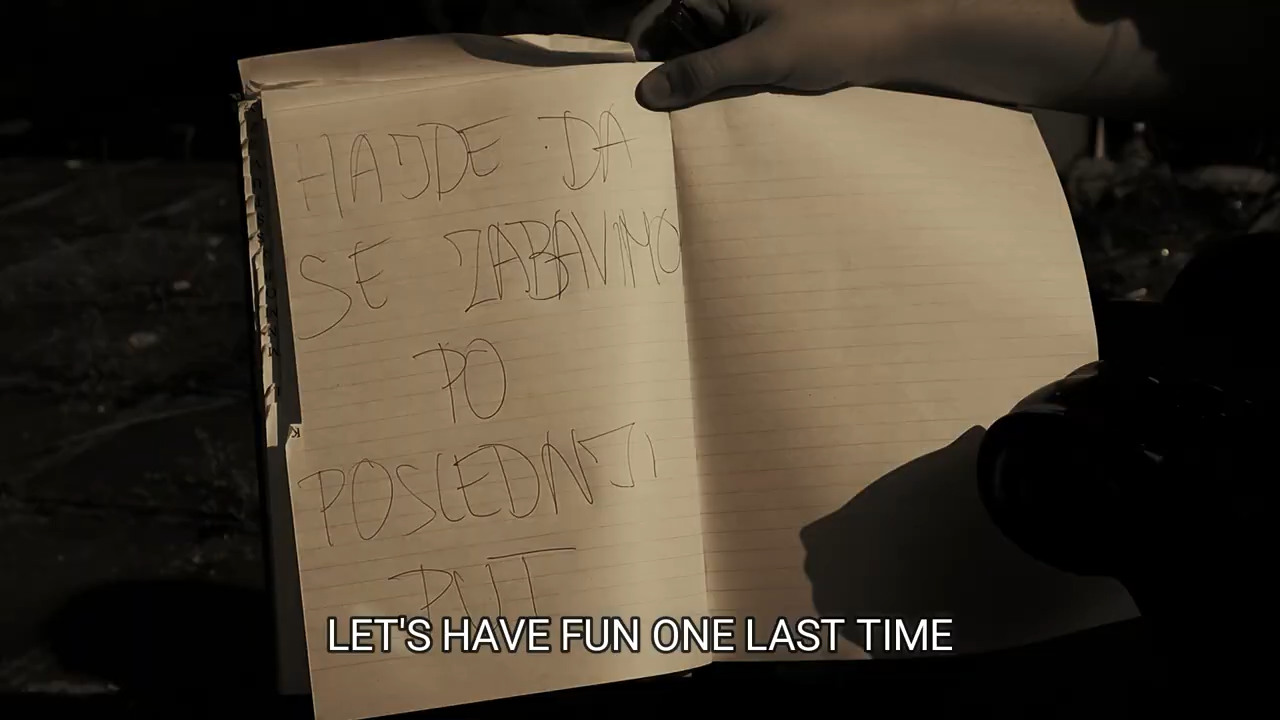 HAJDE DA
SE ZABAVIMO
PO
POSLEDNJI
PUT
LET'S HAVE FUN ONE LAST TIME